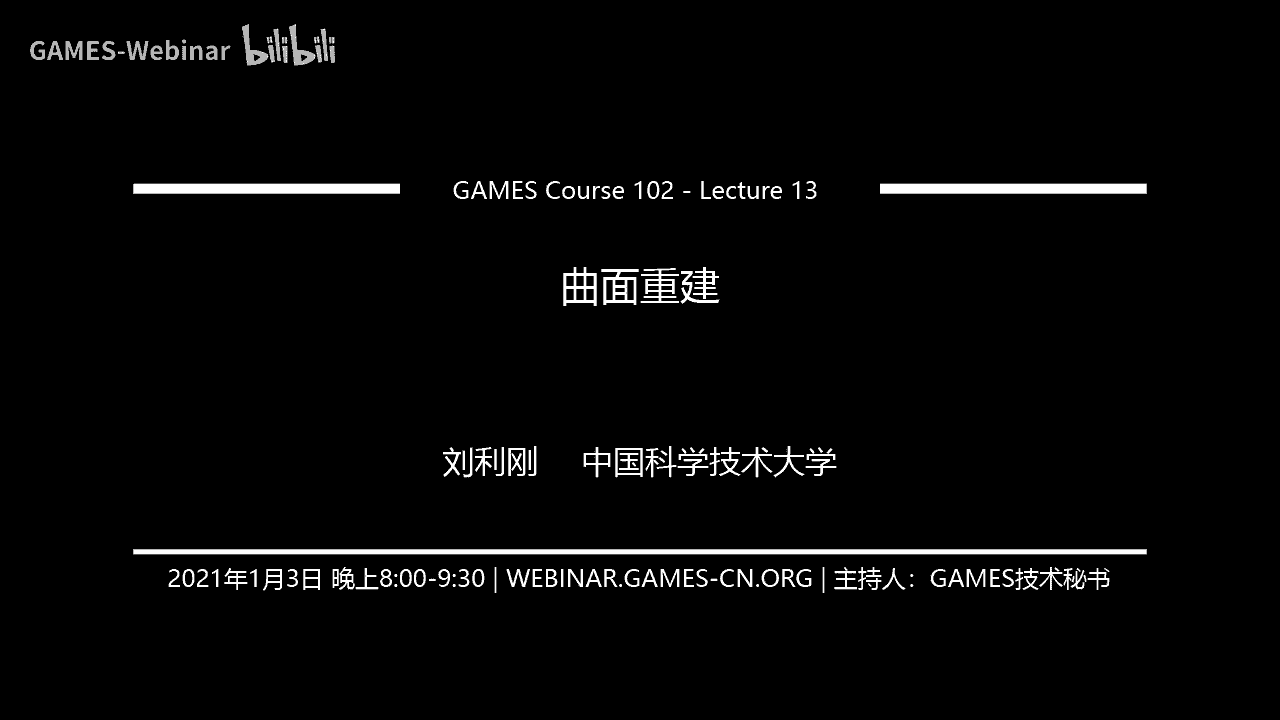 GAMES-Webinar bilibili
GAMES Course 102 - Lecture 13
曲面重建
刘利刚 中国科学技术大学
2021年1月3日 晚上8:00-9:30 | WEBINAR.GAMES-CN.ORG | 主持人：GAMES技术秘书